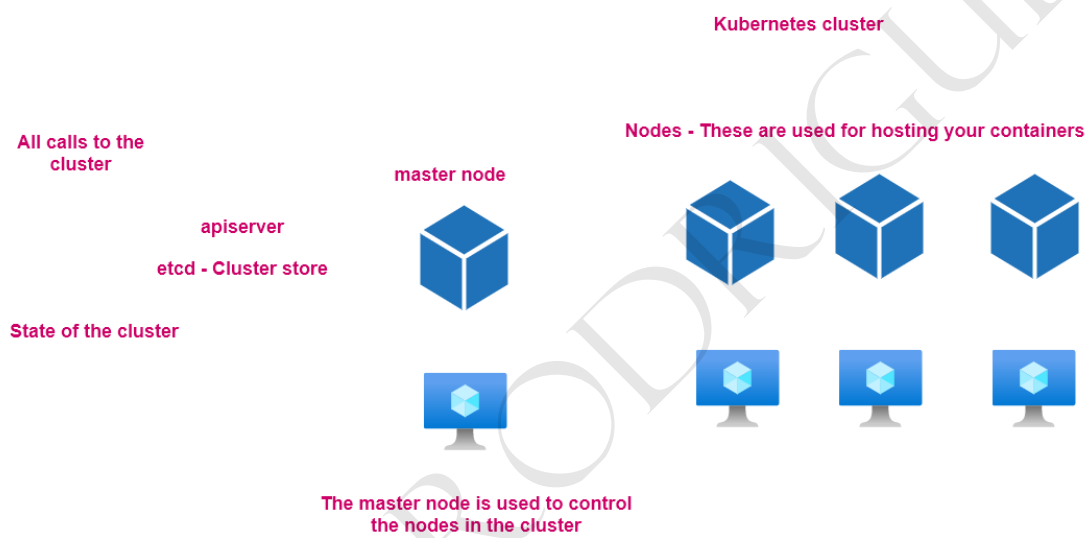 Kubernetes cluster
Nodes - These are used for hosting your containers
All calls to the
cluster
master node
apiserver
etcd - Cluster store
State of the cluster
The master node is used to control
the nodes in the cluster